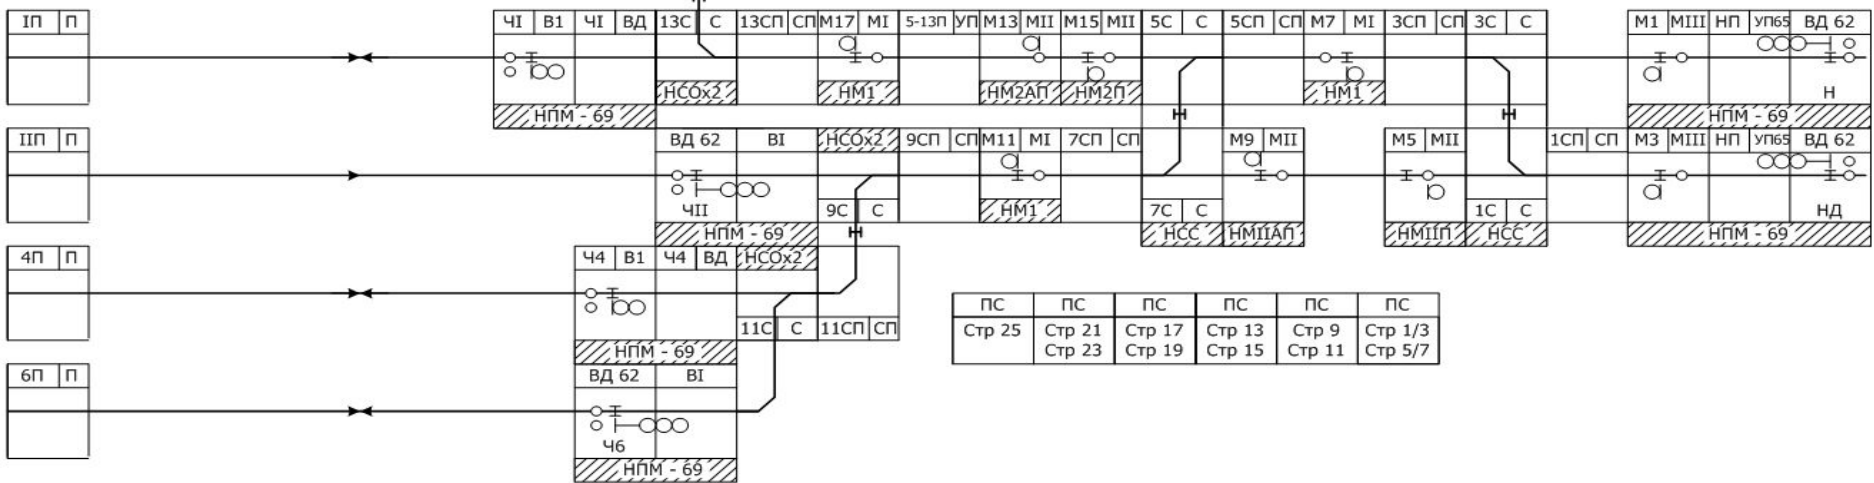 IП П ЧI В1 ЧI ВД 13С С 13СП СП М17 МI 5-13П УП М13 МII М15 МII 5С С 5СП СП М7 МI 3СП СП 3С С М1 МIII НП УП65 ВД 62
НСОх2 НМ1 НМ2АП НМ2П НМ1 Н
НПМ - 69 НПМ - 69
IIП П ВД 62 ВI НСОх2 9СП СП М11 МI 7СП СП М9 МII М5 МII 1СП СП М3 МIII НП УП65 ВД 62
ЧII 9С С НМ1 7С С 1С С НД
НПМ - 69 НСС НМIIАП НМIIП НСС НПМ - 69
4П П Ч4 В1 Ч4 ВД НСОх2
11С С 11СП СП
НПМ - 69
ПС ПС ПС ПС ПС ПС
Стр 25 Стр 21 Стр 17 Стр 13 Стр 9 Стр 1/3
Стр 23 Стр 19 Стр 15 Стр 11 Стр 5/7
6П П ВД 62 ВI
Ч6
НПМ - 69